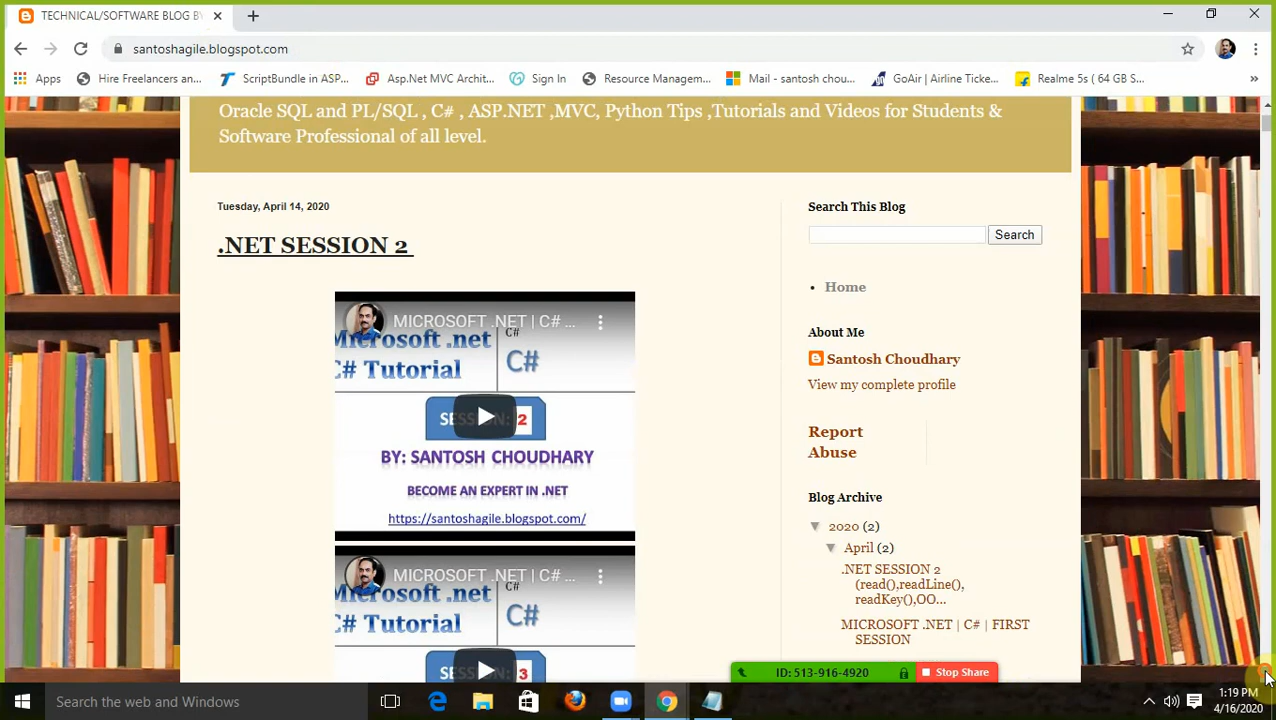 TECHNICAL/SOFTWARE BLOG BY
santoshagile.blogspot.com
Apps
Hire Freelancers an...
ScriptBundle in ASP...
Asp.Net MVC Archit...
Sign In
Resource Managem...
Mail - santosh chou...
GoAir | Airline Ticke...
Realme 5s ( 64 GB S...
»
Oracle SQL and PL/SQL , C# , ASP.NET ,MVC, Python Tips ,Tutorials and Videos for Students &
Software Professional of all level.
Tuesday, April 14, 2020
.NET SESSION 2
MICROSOFT .NET | C# ...
Microsoft .net
C# Tutorial
C#
C#
SESSION: 2
BY: SANTOSH CHOUDHARY
BECOME AN EXPERT IN .NET
https://santoshagile.blogspot.com/
MICROSOFT .NET | C# ...
Microsoft .net
C# Tutorial
C#
C#
SESSION: 3
Search This Blog
Search
Home
About Me
Santosh Choudhary
View my complete profile
Report
Abuse
Blog Archive
2020 (2)
April (2)
.NET SESSION 2
(read(),readLine(),
readKey(),OO...
MICROSOFT .NET | C# | FIRST
SESSION
ID: 513-916-4920
Stop Share
Search the web and Windows
1:19 PM
4/16/2020